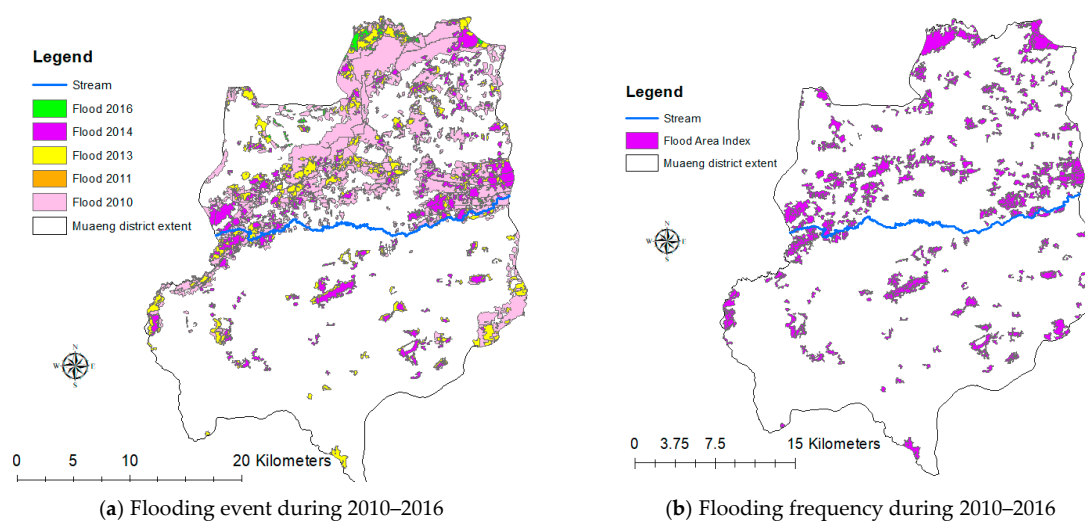 Legend
Stream
Flood 2016
Flood 2014
Flood 2013
Flood 2011
Flood 2010
Muaeng district extent
N
W E
S
0 5 10 20 Kilometers
(a) Flooding event during 2010–2016
Legend
Stream
Flood Area Index
Muaeng district extent
N
W E
S
0 3.75 7.5 15 Kilometers
(b) Flooding frequency during 2010–2016